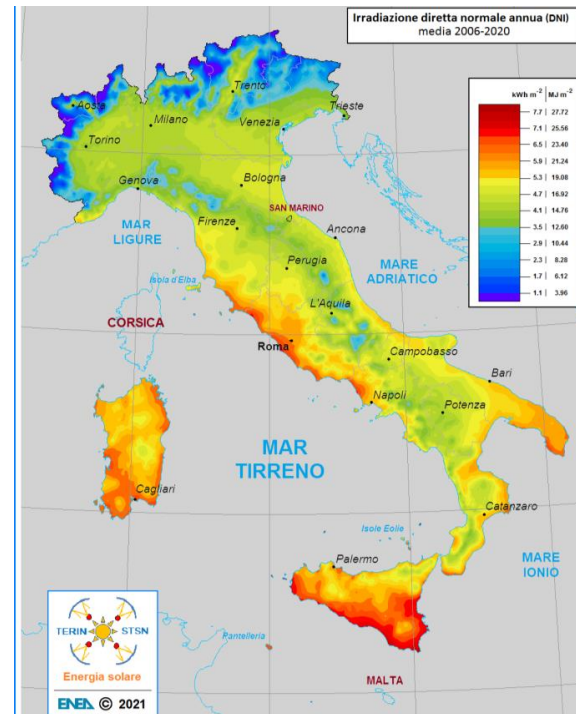 Irradiazione diretta normale annua (DNI)
media 2006-2020
kWh m⁻² MJ m⁻²
7.7 27.72
7.1 25.56
6.5 23.40
5.9 21.24
5.3 19.08
4.7 16.92
4.1 14.76
3.5 12.60
2.9 10.44
2.3 8.28
1.7 6.12
1.1 3.96
Trento
Aosta
Milano
Trieste
Venezia
Torino
Bologna
Genova
SAN MARINO
MAR
LIGURE
Firenze
Ancona
Perugia
MARE
ADRIATICO
Isola d'Elba
L'Aquila
CORSICA
Roma
Campobasso
Bari
Napoli
Potenza
MAR
TIRRENO
Cagliari
Catanzaro
Isole Eolie
Palermo
MARE
IONIO
Pantelleria
MALTA
TERIN STSN
Energia solare
ENEA © 2021